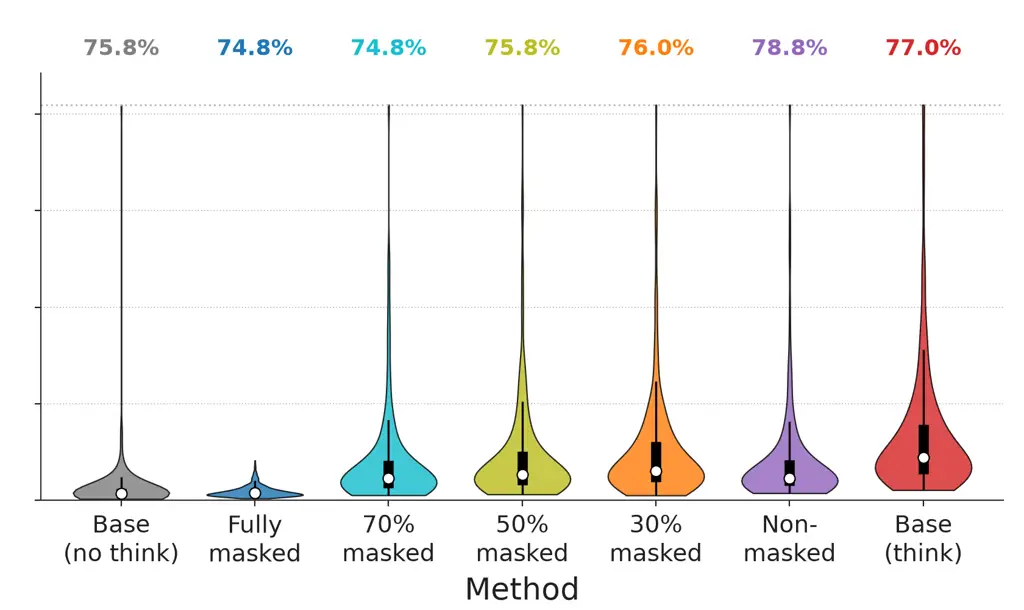 75.8% 74.8% 74.8% 75.8% 76.0% 78.8% 77.0%
Base Fully 70% 50% 30% Non- Base
(no think) masked masked masked masked masked (think)
Method